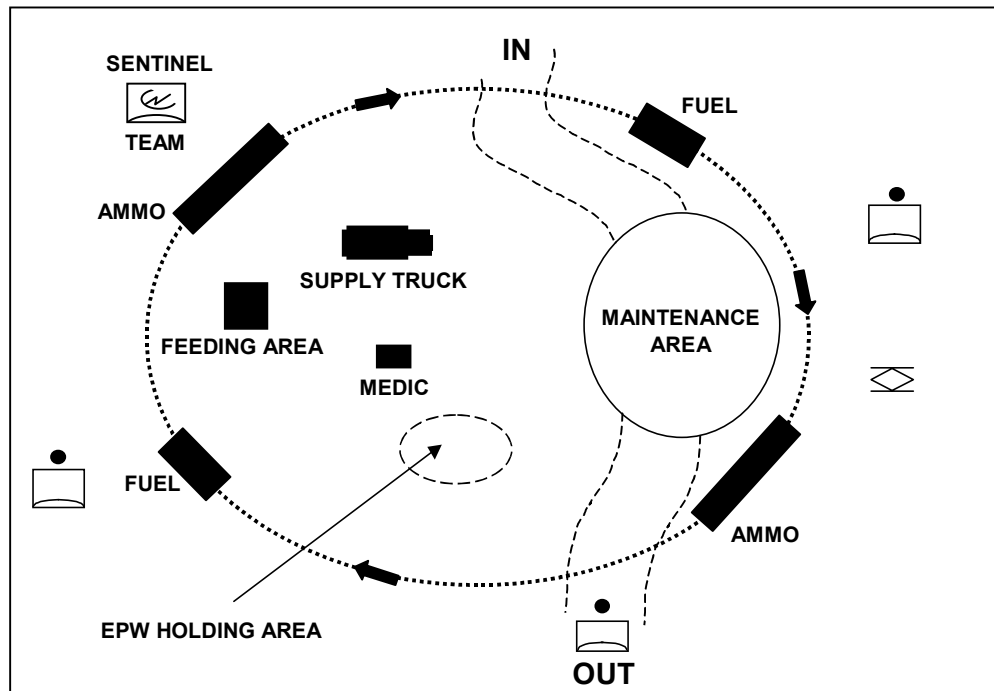 IN
SENTINEL
TEAM
FUEL
AMMO
SUPPLY TRUCK
MAINTENANCE
AREA
FEEDING AREA
MEDIC
FUEL
AMMO
EPW HOLDING AREA
OUT